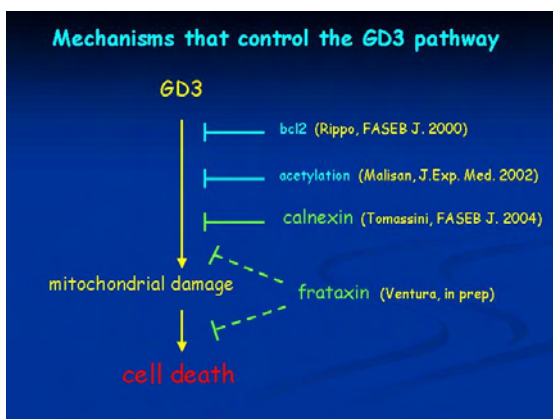 Mechanisms that control the GD3 pathway
GD3
bcl2 (Rippo, FASEB J. 2000)
acetylation (Malisan, J.Exp. Med. 2002)
calnexin (Tomassini, FASEB J. 2004)
mitochondrial damage
frataxin (Ventura, in prep)
cell death